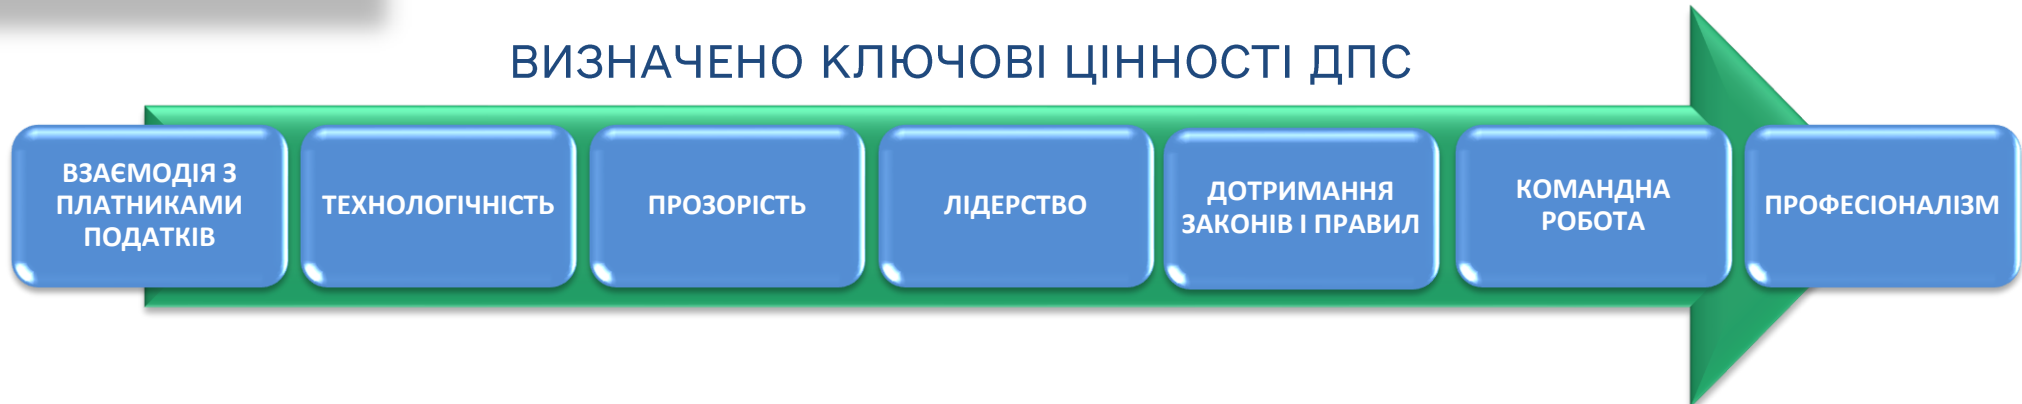 ВИЗНАЧЕНО КЛЮЧОВІ ЦІННОСТІ ДПС
ВЗАЄМОДІЯ З
ПЛАТНИКАМИ
ПОДАТКІВ
ТЕХНОЛОГІЧНІСТЬ
ПРОЗОРІСТЬ
ЛІДЕРСТВО
ДОТРИМАННЯ
ЗАКОНІВ І ПРАВИЛ
КОМАНДНА
РОБОТА
ПРОФЕСІОНАЛІЗМ